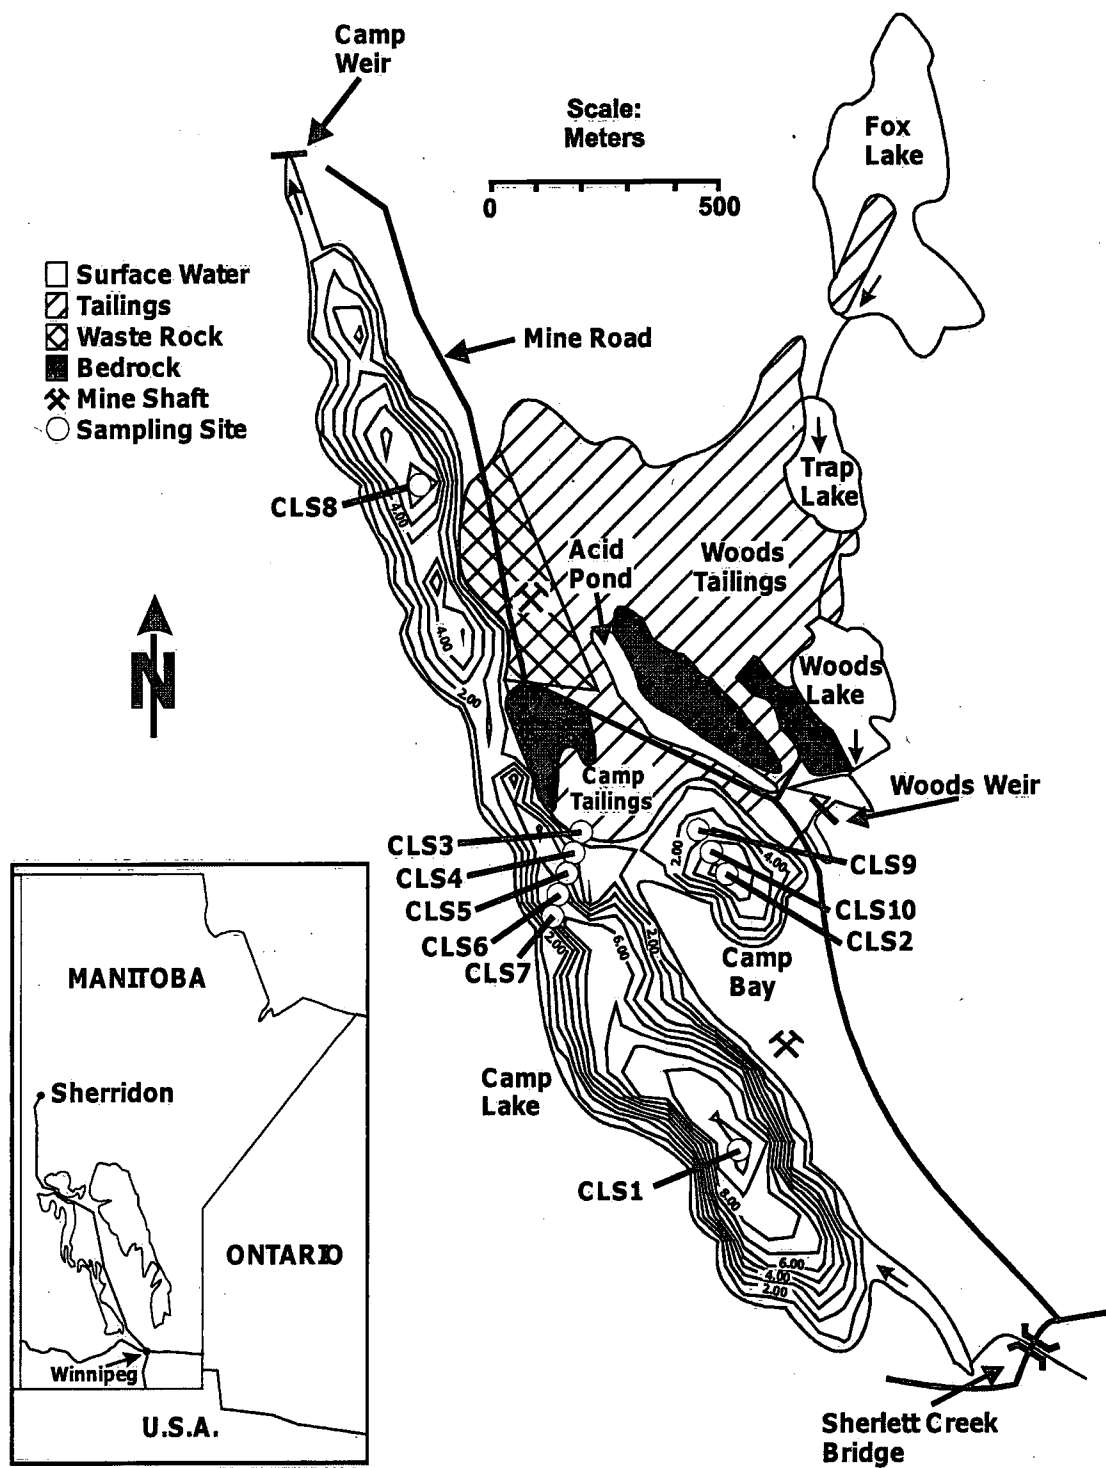 Camp
Weir
Scale:
Meters
0
500
Fox
Lake
Surface Water
Tailings
Waste Rock
Bedrock
Mine Shaft
Sampling Site
Mine Road
Trap
Lake
CLS8
4.00
Acid
Pond
Woods
Tailings
N
4.00
2.00
Woods
Lake
Camp
Tailings
Woods Weir
CLS3
CLS4
CLS5
CLS6
CLS7
2.00
4.00
CLS9
CLS10
CLS2
2.00
6.00
2.00
Camp
Bay
Camp
Lake
CLS1
8.00
6.00
4.00
2.00
MANITOBA
Sherridon
ONTARIO
Winnipeg
U.S.A.
Sherlett Creek
Bridge